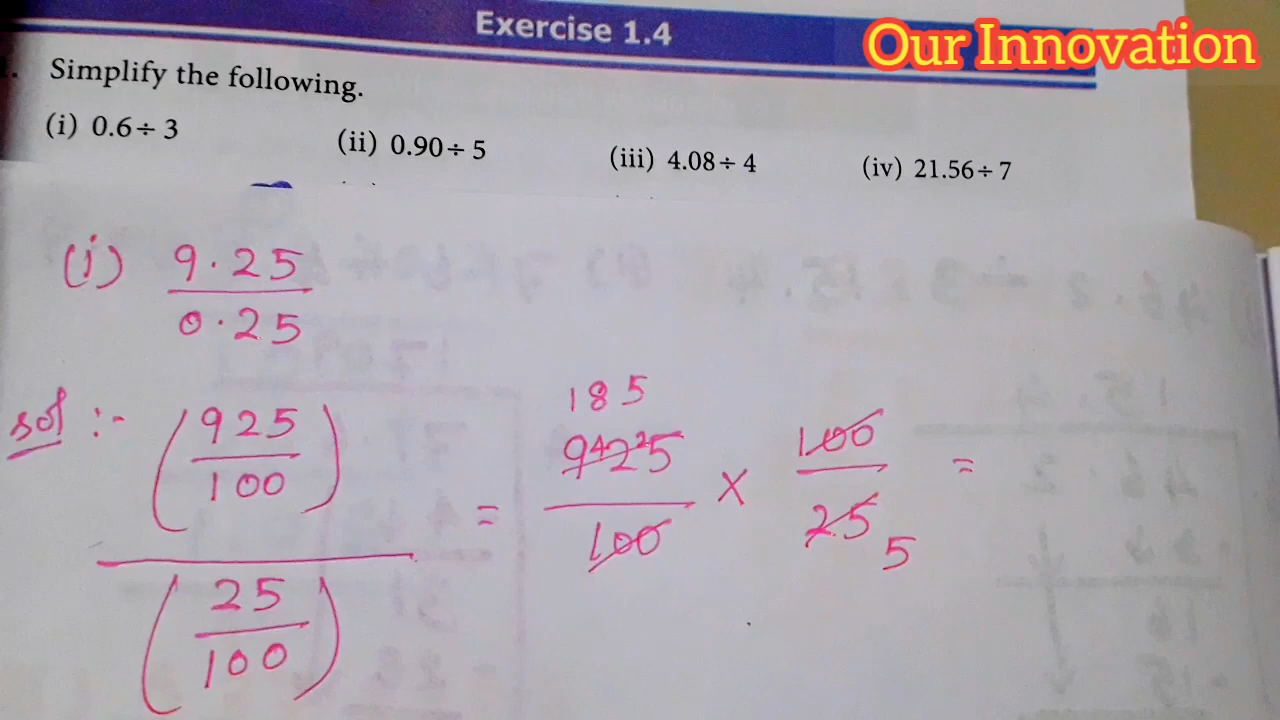 Exercise 1.4
Our Innovation
Simplify the following.
(i) 0.6 ÷ 3 (ii) 0.90 ÷ 5 (iii) 4.08 ÷ 4 (iv) 21.56 ÷ 7
(i) 9.25
0.25
185
sol :- (925/100) = 9425/100 × 100/25 =
5
(25/100)